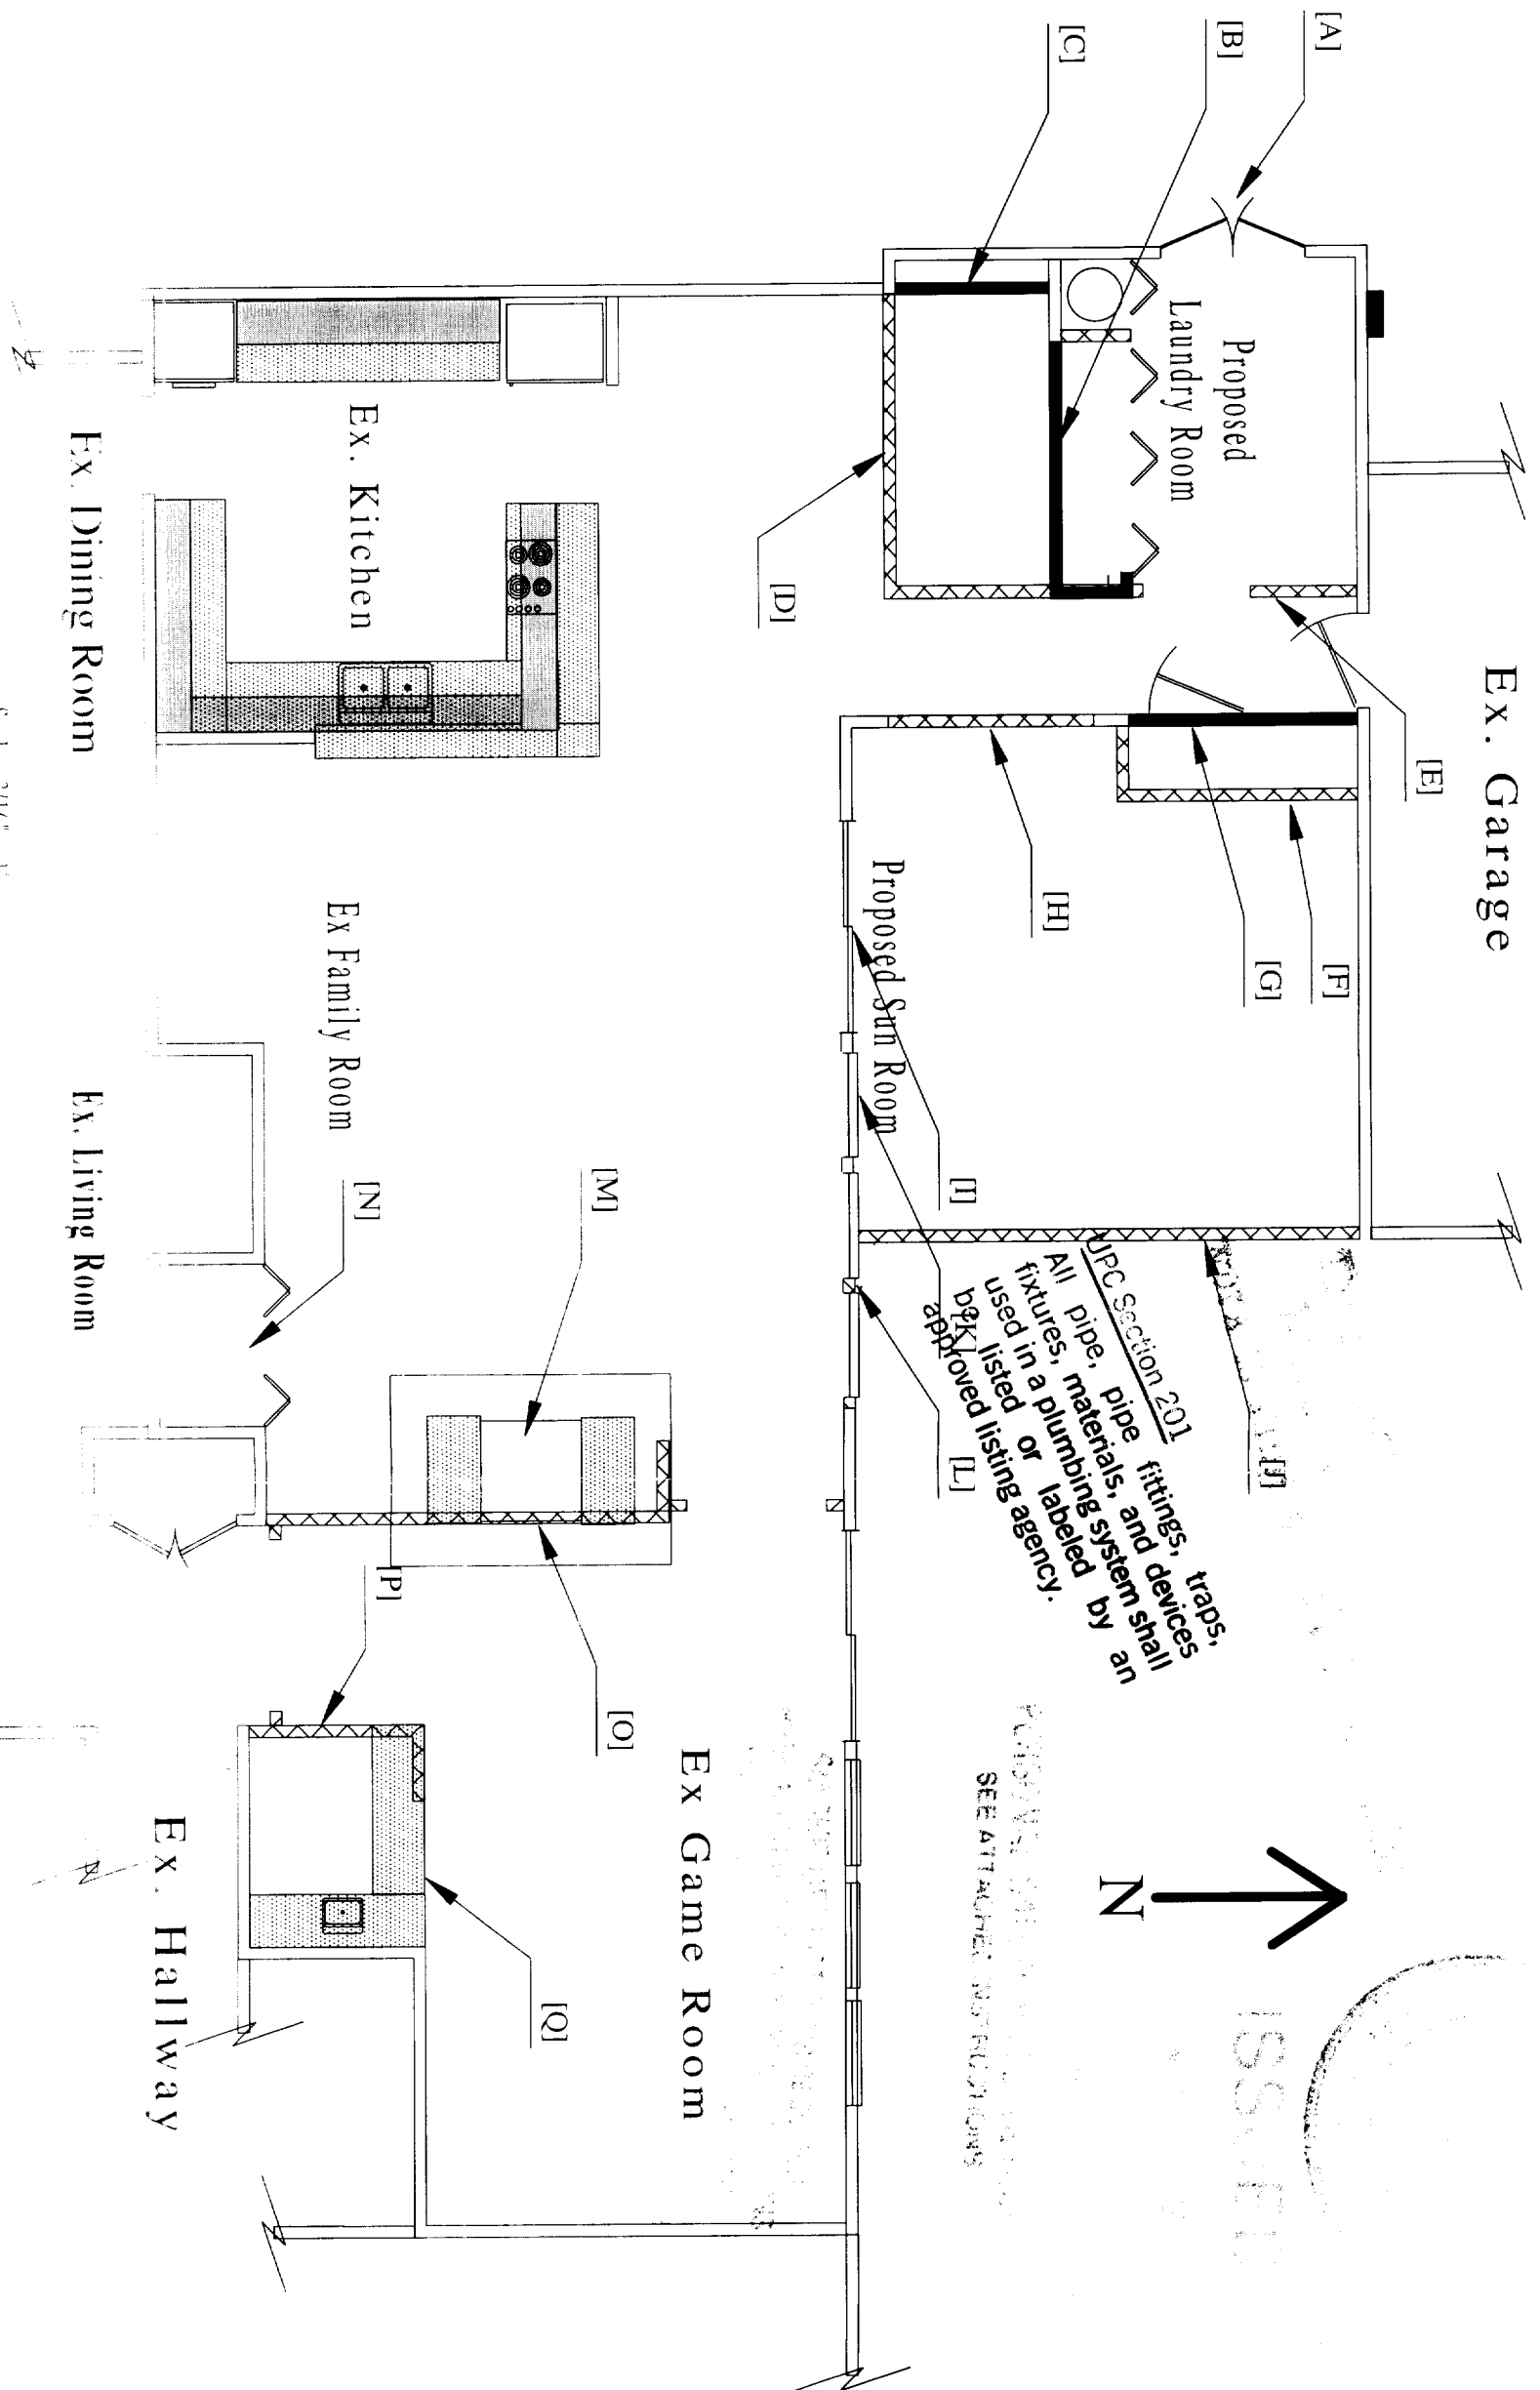 [A]
[B]
[C]
Proposed
Laundry Room
Ex. Garage
Ex. Kitchen
Ex. Dining Room
[D]
[E]
[F]
[G]
[H]
Proposed Sun Room
[I]
[J]
[K]
[L]
UPC Section 201
All pipe, pipe fittings, traps,
fixtures, materials, and devices
used in a plumbing system shall
be listed or labeled by an
approved listing agency.
Ex Family Room
Ex. Living Room
[M]
[N]
[O]
[P]
[Q]
Ex Game Room
Ex. Hallway
N
SEE ATTACHED INSTRUCTIONS